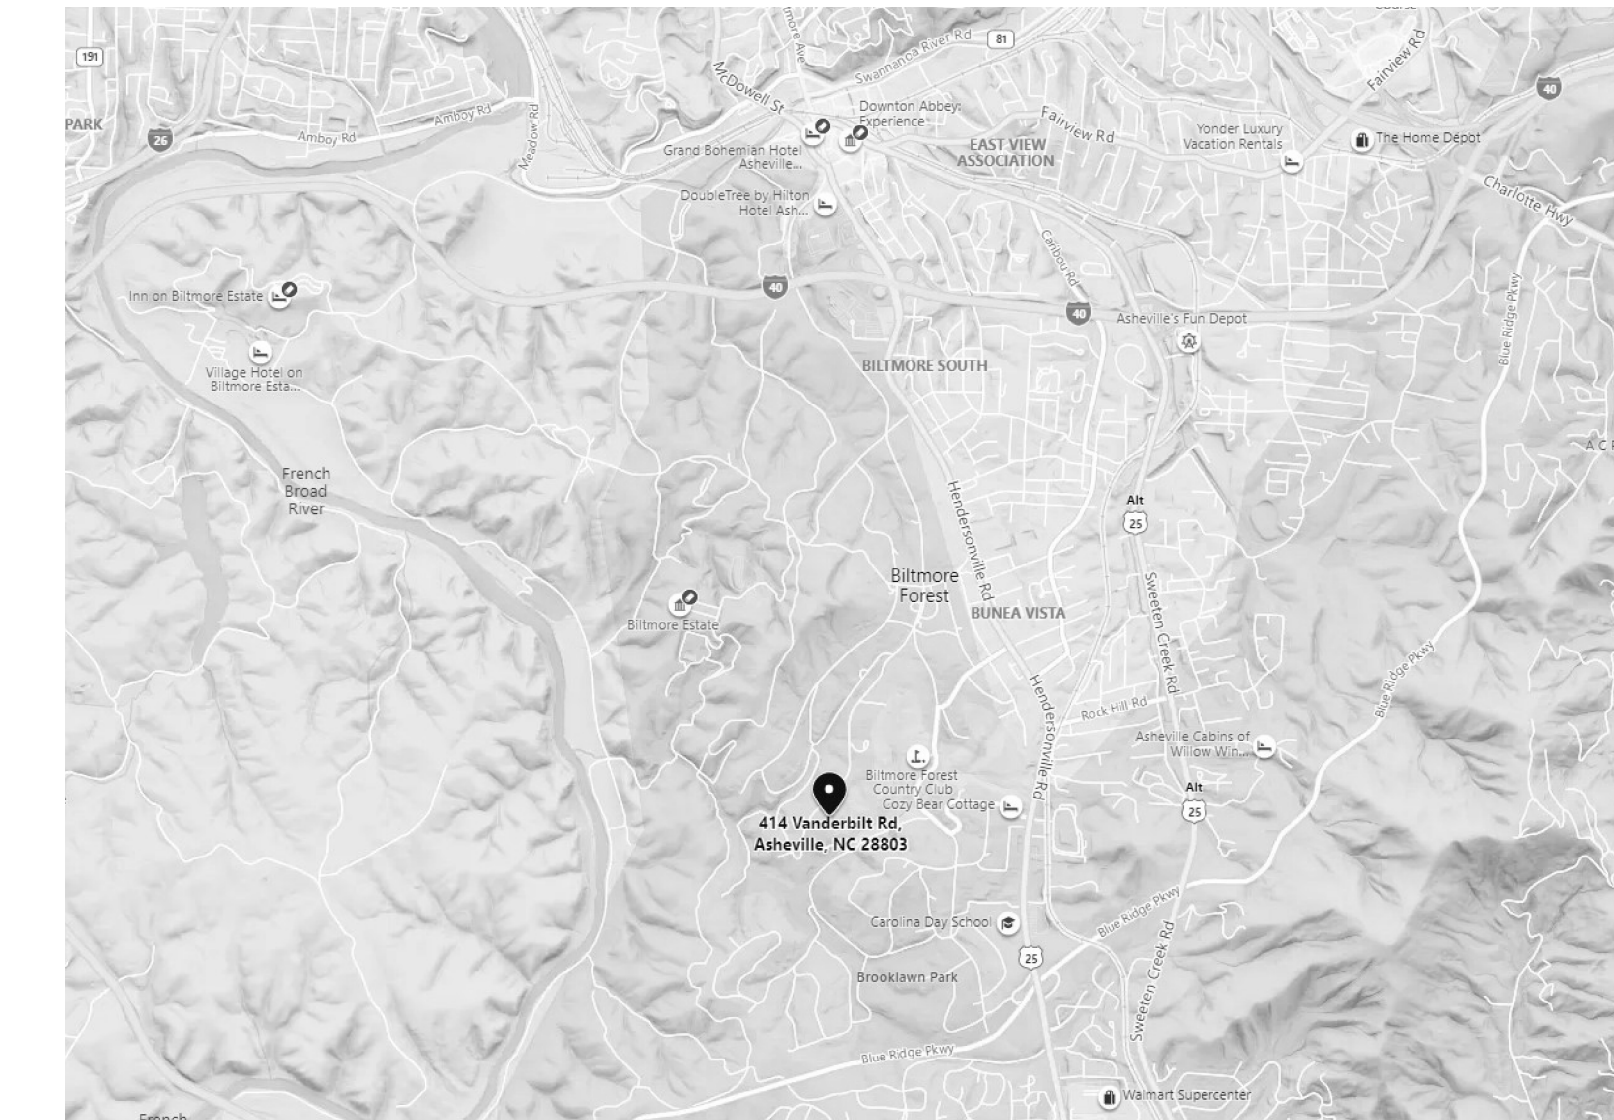 Course
191
81
Swannanoa River Rd
Fairview Rd
40
McDowell St
PARK
26
Amboy Rd
Amboy Rd
Meadow Rd
Downton Abbey:
Experience
Grand Bohemian Hotel
Asheville...
EAST VIEW
ASSOCIATION
Fairview Rd
Yonder Luxury
Vacation Rentals
The Home Depot
DoubleTree by Hilton
Hotel Ash...
Charlotte Hwy
Caribou Rd
Inn on Biltmore Estate
40
40
Asheville's Fun Depot
Blue Ridge Pkwy
Village Hotel on
Biltmore Esta...
BILTMORE SOUTH
French
Broad
River
Hendersonville Rd
Alt
25
Biltmore
Forest
BUNEA VISTA
Sweeten Creek Rd
Biltmore Estate
Blue Ridge Pkwy
Hendersonville Rd
Rock Hill Rd
Asheville Cabins of
Willow Win...
Biltmore Forest
Country Club
Cozy Bear Cottage
Alt
25
414 Vanderbilt Rd,
Asheville, NC 28803
Carolina Day School
Blue Ridge Pkwy
25
Brooklawn Park
Sweeten Creek Rd
Blue Ridge Pkwy
Walmart Supercenter
French